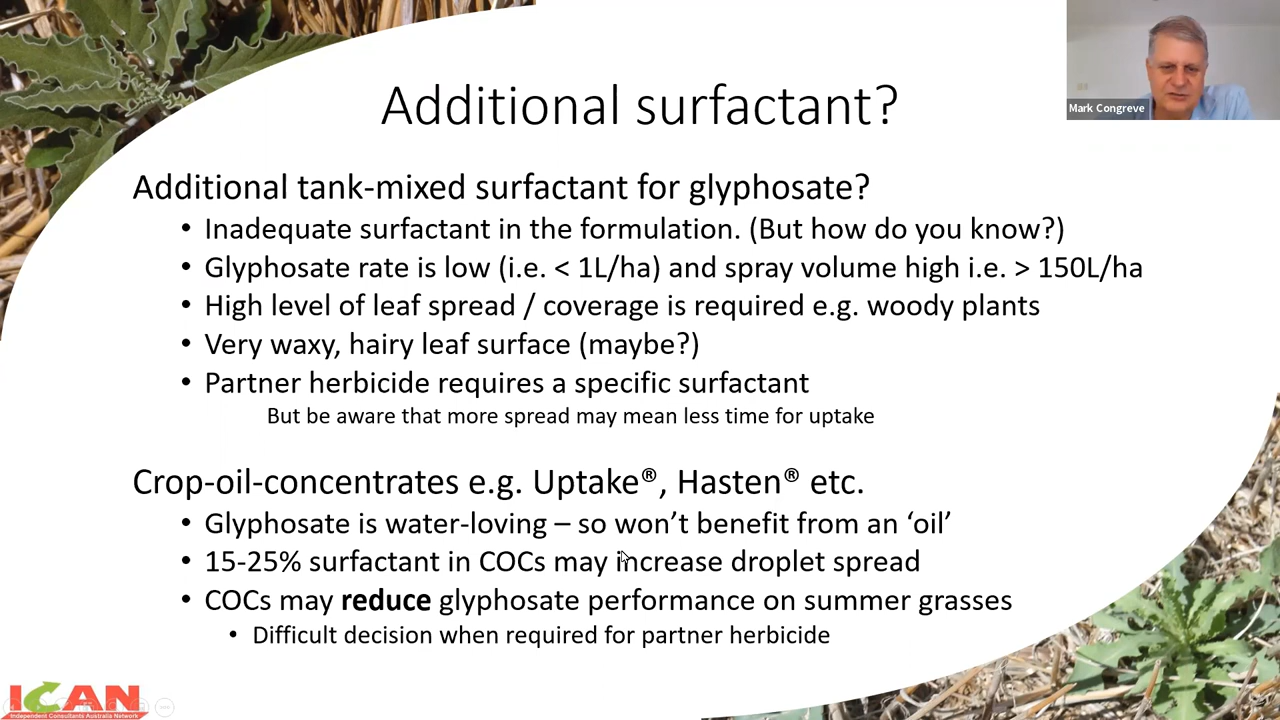 Mark Congreve
Additional surfactant?
Additional tank-mixed surfactant for glyphosate?
• Inadequate surfactant in the formulation. (But how do you know?)
• Glyphosate rate is low (i.e. < 1L/ha) and spray volume high i.e. > 150L/ha
• High level of leaf spread / coverage is required e.g. woody plants
• Very waxy, hairy leaf surface (maybe?)
• Partner herbicide requires a specific surfactant
But be aware that more spread may mean less time for uptake
Crop-oil-concentrates e.g. Uptake®, Hasten® etc.
• Glyphosate is water-loving – so won’t benefit from an ‘oil’
• 15-25% surfactant in COCs may increase droplet spread
• COCs may reduce glyphosate performance on summer grasses
• Difficult decision when required for partner herbicide
ICAN
Independent Consultants Australia Network